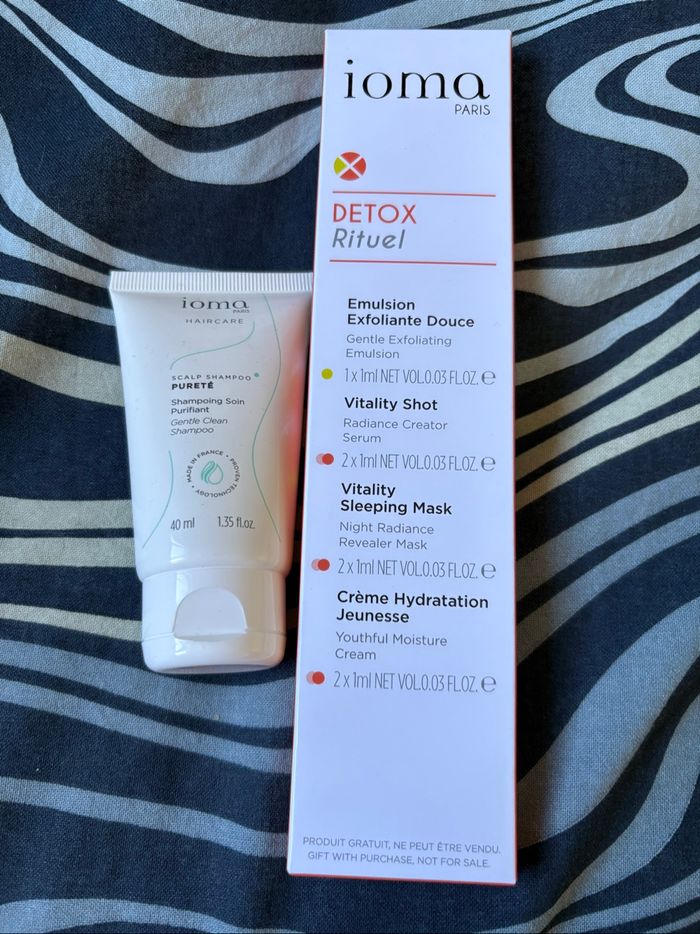 ioma
PARIS
HAIRCARE
SCALP SHAMPOO
PURETÉ
Shampoing Soin
Purifiant
Gentle Clean
Shampoo
MADE IN FRANCE • PROVEN TECHNOLOGY •
40 ml 1.35 fl.oz.
ioma
PARIS
DETOX
Rituel
Emulsion
Exfoliante Douce
Gentle Exfoliating
Emulsion
1 x 1ml NET VOL.0.03 FL.OZ. ℮
Vitality Shot
Radiance Creator
Serum
2 x 1ml NET VOL.0.03 FL.OZ. ℮
Vitality
Sleeping Mask
Night Radiance
Revealer Mask
2 x 1ml NET VOL.0.03 FL.OZ. ℮
Crème Hydratation
Jeunesse
Youthful Moisture
Cream
2 x 1ml NET VOL.0.03 FL.OZ. ℮
PRODUIT GRATUIT, NE PEUT ÊTRE VENDU.
GIFT WITH PURCHASE, NOT FOR SALE.